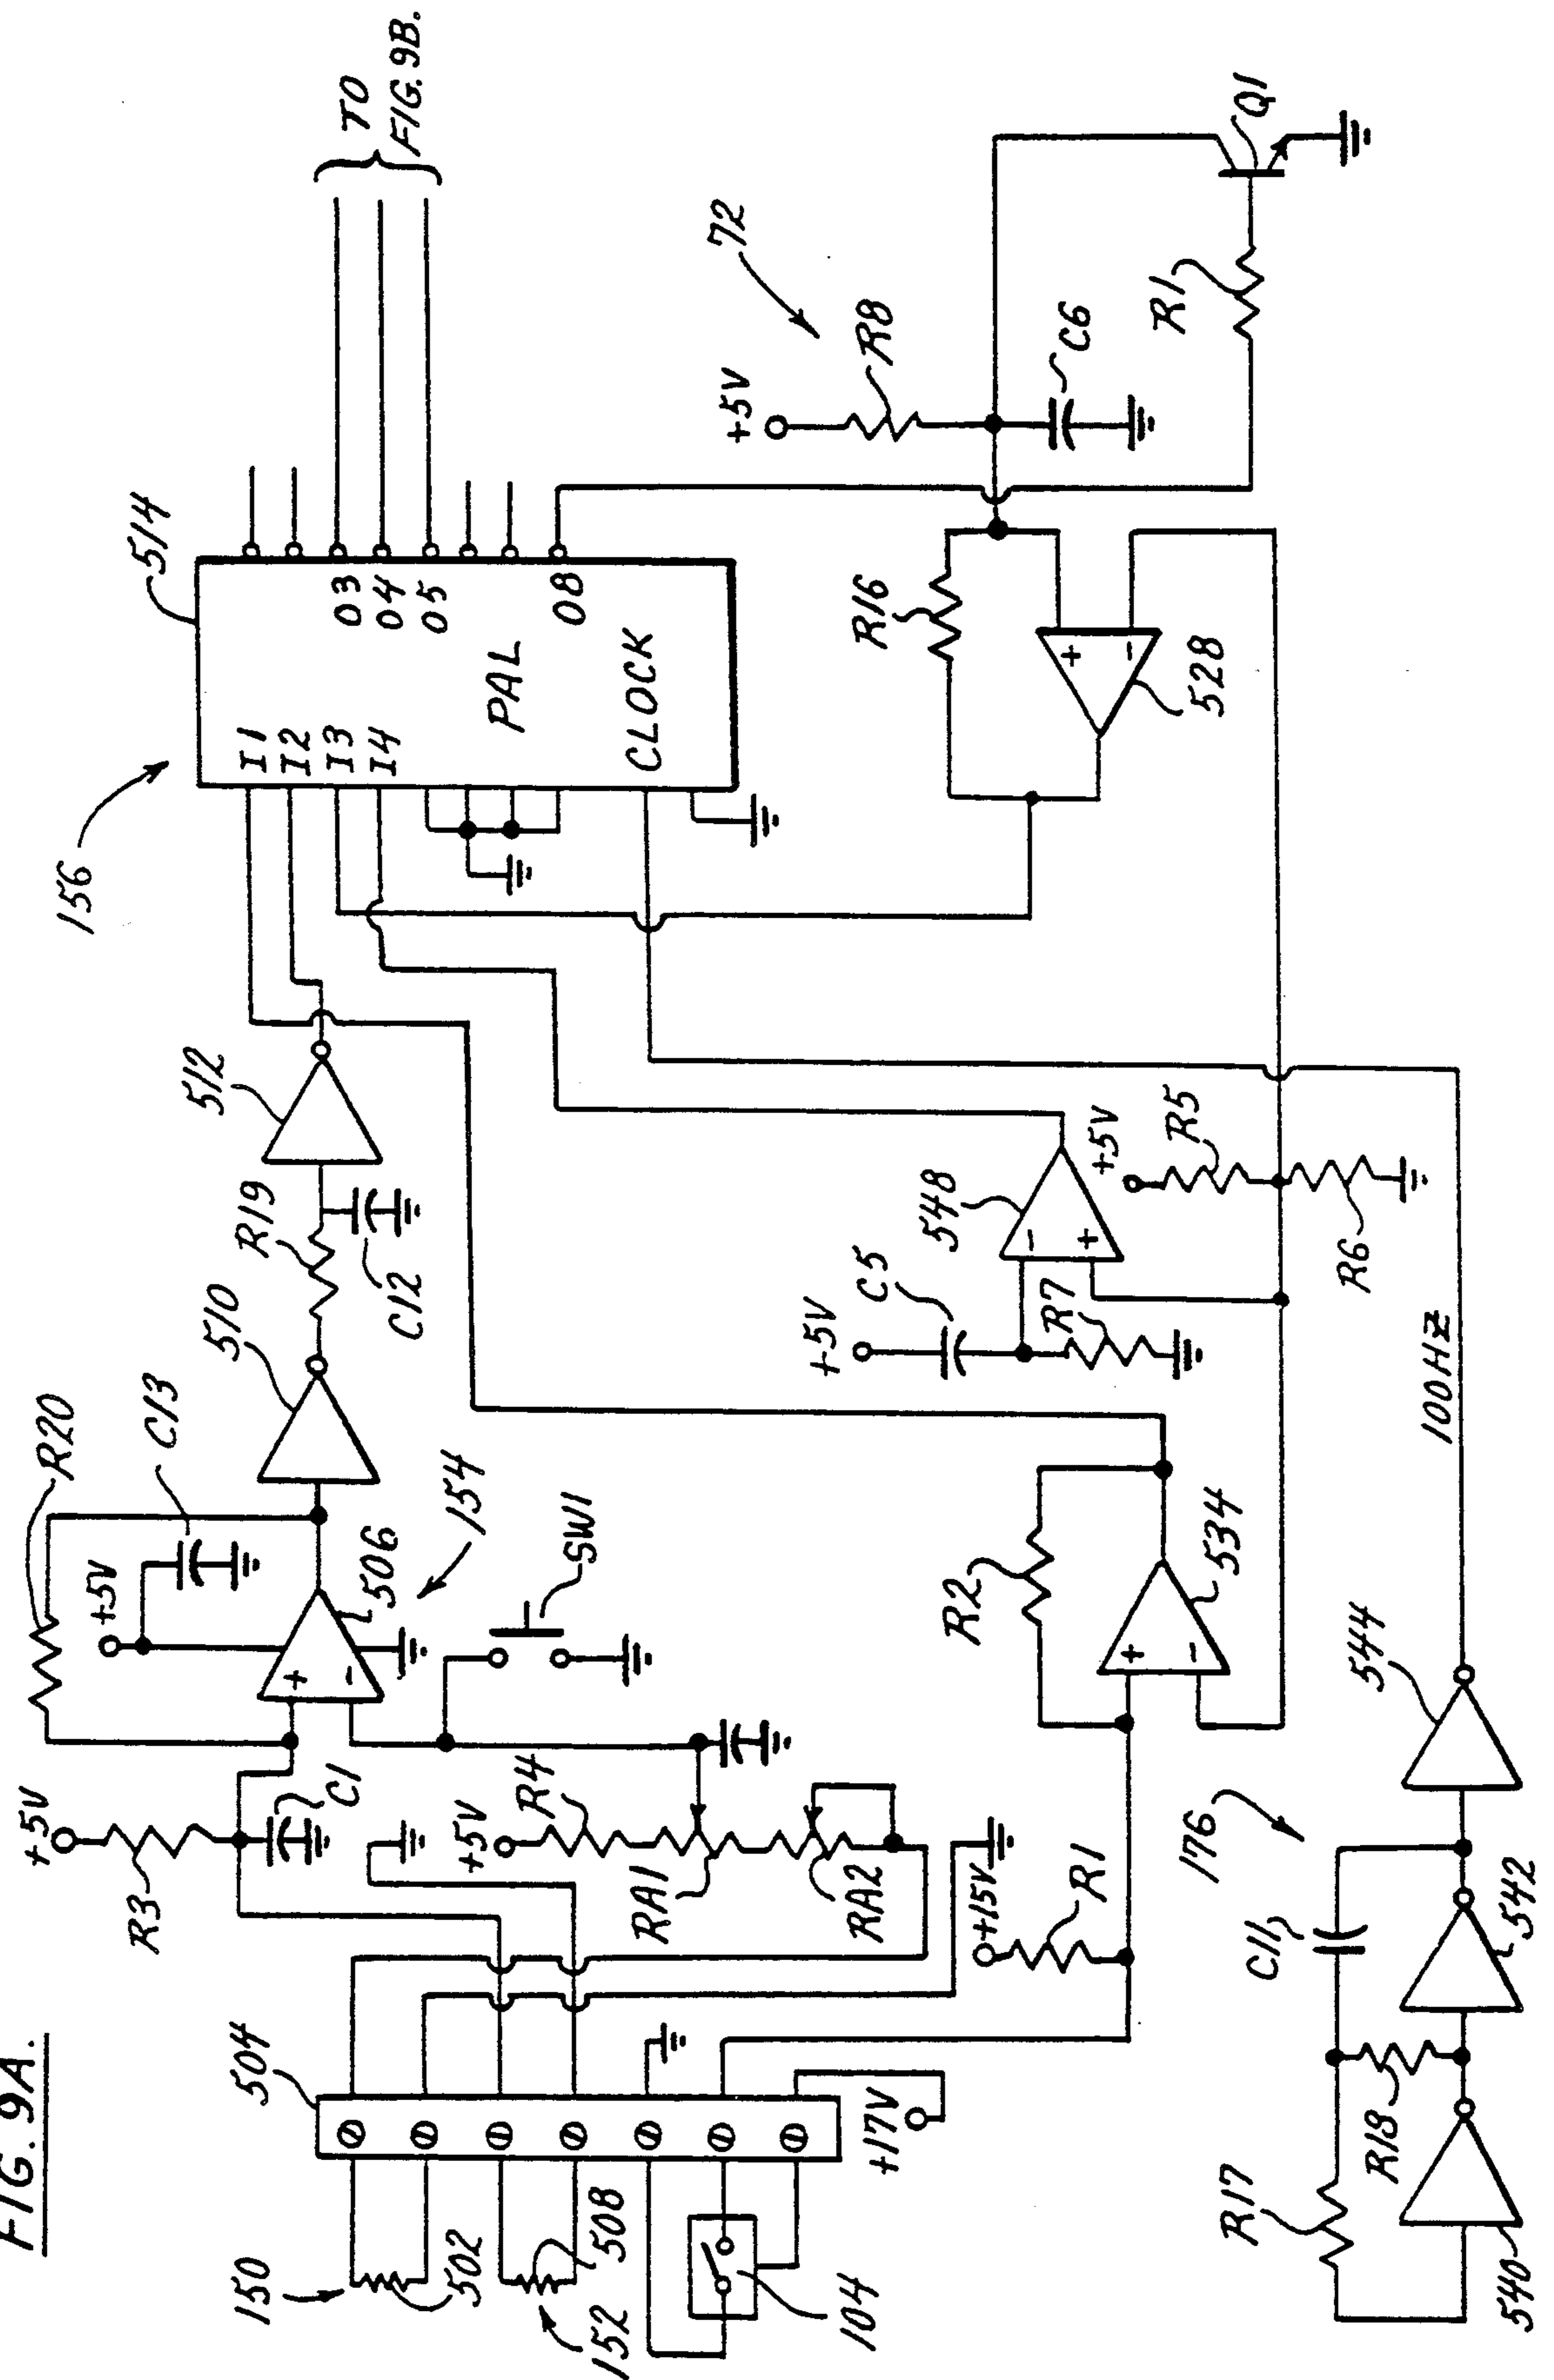 FIG. 9A.
156
514
TO
FIG. 9B.
I1
I2
I3
I4
O3
O4
O5
O8
PAL
CLOCK
R20
+5V
C13
510
R19
512
C12
+5V
R3
C1
506
154
SW1
+5V
R4
RA1
RA2
504
150
502
152
508
104
+17V
+15V
R1
R2
534
+5V
C5
R7
548
+5V
R5
R6
R16
528
72
+5V
R8
C6
R1
Q1
176
C11
R17
R18
540
542
544
100HZ
+
-
+
-
-
+
+
-